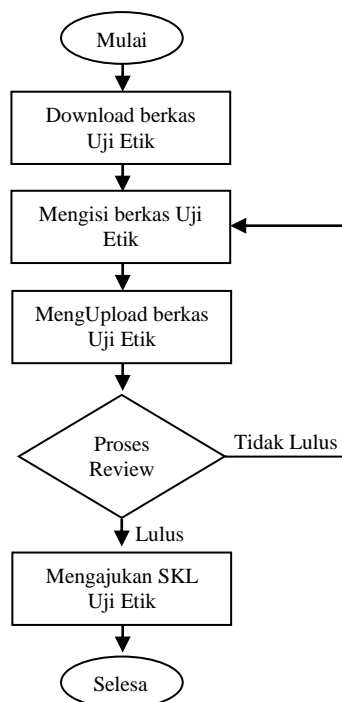 Mulai
Download berkas
Uji Etik
Mengisi berkas Uji
Etik
MengUpload berkas
Uji Etik
Proses
Review
Tidak Lulus
Lulus
Mengajukan SKL
Uji Etik
Selesa